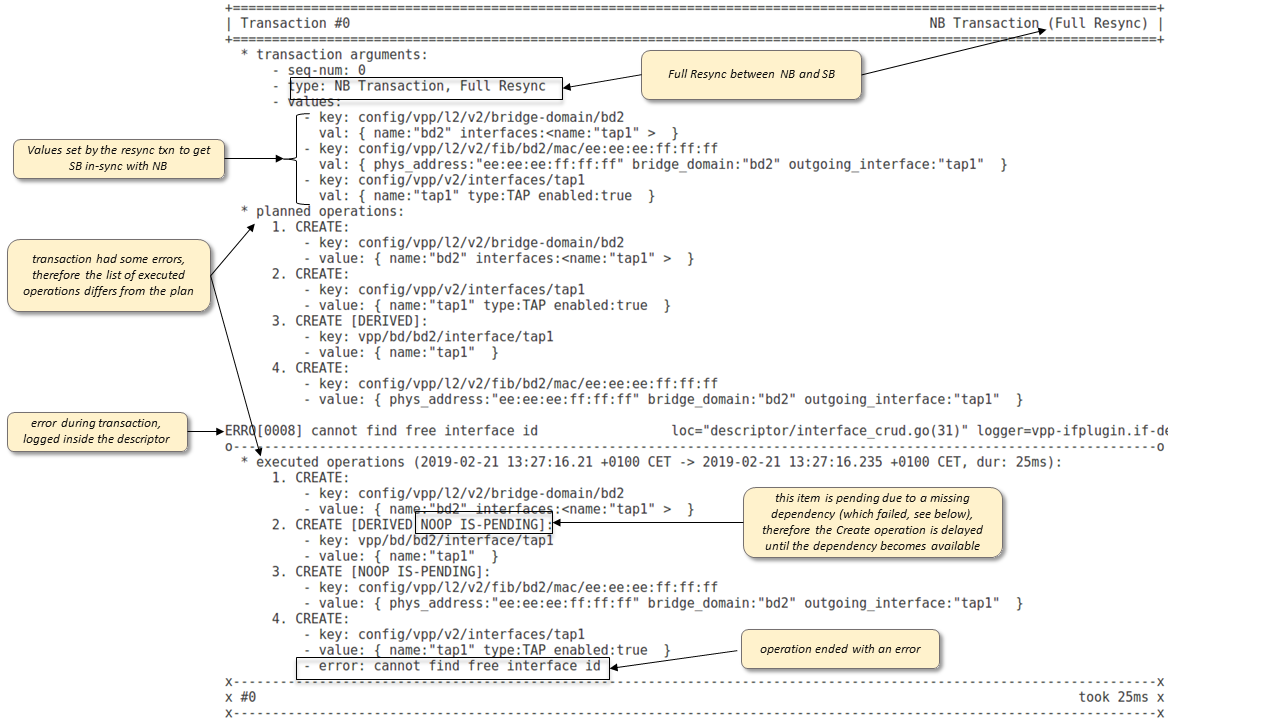 +=====================================================================================================================+
| Transaction #0 NB Transaction (Full Resync) |
+=====================================================================================================================+
* transaction arguments:
- seq-num: 0
- type: NB Transaction, Full Resync
Full Resync between NB and SB
- values:
- key: config/vpp/l2/v2/bridge-domain/bd2
val: { name:"bd2" interfaces:<name:"tap1" > }
- key: config/vpp/l2/v2/fib/bd2/mac/ee:ee:ee:ff:ff:ff
val: { phys_address:"ee:ee:ee:ff:ff:ff" bridge_domain:"bd2" outgoing_interface:"tap1" }
- key: config/vpp/v2/interfaces/tap1
val: { name:"tap1" type:TAP enabled:true }
Values set by the resync txn to get
SB in-sync with NB
* planned operations:
1. CREATE:
- key: config/vpp/l2/v2/bridge-domain/bd2
- value: { name:"bd2" interfaces:<name:"tap1" > }
2. CREATE:
- key: config/vpp/v2/interfaces/tap1
- value: { name:"tap1" type:TAP enabled:true }
3. CREATE [DERIVED]:
- key: vpp/bd/bd2/interface/tap1
- value: { name:"tap1" }
4. CREATE:
- key: config/vpp/l2/v2/fib/bd2/mac/ee:ee:ee:ff:ff:ff
- value: { phys_address:"ee:ee:ee:ff:ff:ff" bridge_domain:"bd2" outgoing_interface:"tap1" }
transaction had some errors,
therefore the list of executed
operations differs from the plan
error during transaction,
logged inside the descriptor
ERRO[0008] cannot find free interface id loc="descriptor/interface_crud.go(31)" logger=vpp-ifplugin.if-de
o---------------------------------------------------------------------------------------------------------------------o
* executed operations (2019-02-21 13:27:16.21 +0100 CET -> 2019-02-21 13:27:16.235 +0100 CET, dur: 25ms):
1. CREATE:
- key: config/vpp/l2/v2/bridge-domain/bd2
- value: { name:"bd2" interfaces:<name:"tap1" > }
2. CREATE [DERIVED NOOP IS-PENDING]:
- key: vpp/bd/bd2/interface/tap1
- value: { name:"tap1" }
this item is pending due to a missing
dependency (which failed, see below),
therefore the Create operation is delayed
until the dependency becomes available
3. CREATE [NOOP IS-PENDING]:
- key: config/vpp/l2/v2/fib/bd2/mac/ee:ee:ee:ff:ff:ff
- value: { phys_address:"ee:ee:ee:ff:ff:ff" bridge_domain:"bd2" outgoing_interface:"tap1" }
4. CREATE:
- key: config/vpp/v2/interfaces/tap1
- value: { name:"tap1" type:TAP enabled:true }
- error: cannot find free interface id
operation ended with an error
x---------------------------------------------------------------------------------------------------------------------x
x #0 took 25ms x
x---------------------------------------------------------------------------------------------------------------------x